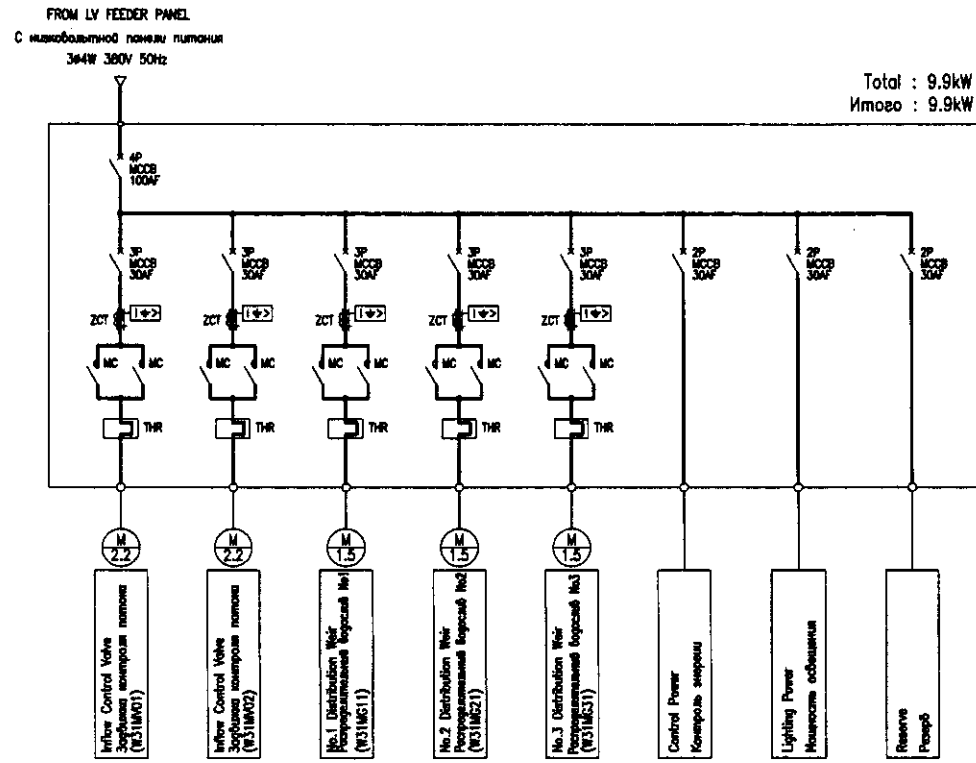 FROM LV FEEDER PANEL
С низковольтной панели питания
3ø4W 380V 50Hz
Total : 9.9kW
Итого : 9.9kW
4P
MCCB
100AF
3P
MCCB
30AF
3P
MCCB
30AF
3P
MCCB
30AF
3P
MCCB
30AF
3P
MCCB
30AF
2P
MCCB
30AF
2P
MCCB
30AF
2P
MCCB
30AF
ZCT
ZCT
ZCT
ZCT
ZCT
MC MC
MC MC
MC MC
MC MC
MC MC
THR
THR
THR
THR
THR
M
2.2
M
2.2
M
1.5
M
1.5
M
1.5
Inflow Control Valve
Задвижка контроля потока
(W31MV01)
Inflow Control Valve
Задвижка контроля потока
(W31MV02)
No.1 Distribution Weir
Распределительный водослив No1
(W31MG11)
No.2 Distribution Weir
Распределительный водослив No2
(W31MG21)
No.3 Distribution Weir
Распределительный водослив No3
(W31MG31)
Control Power
Контроль энергии
Lighting Power
Мощность освещения
Reserve
Резерв